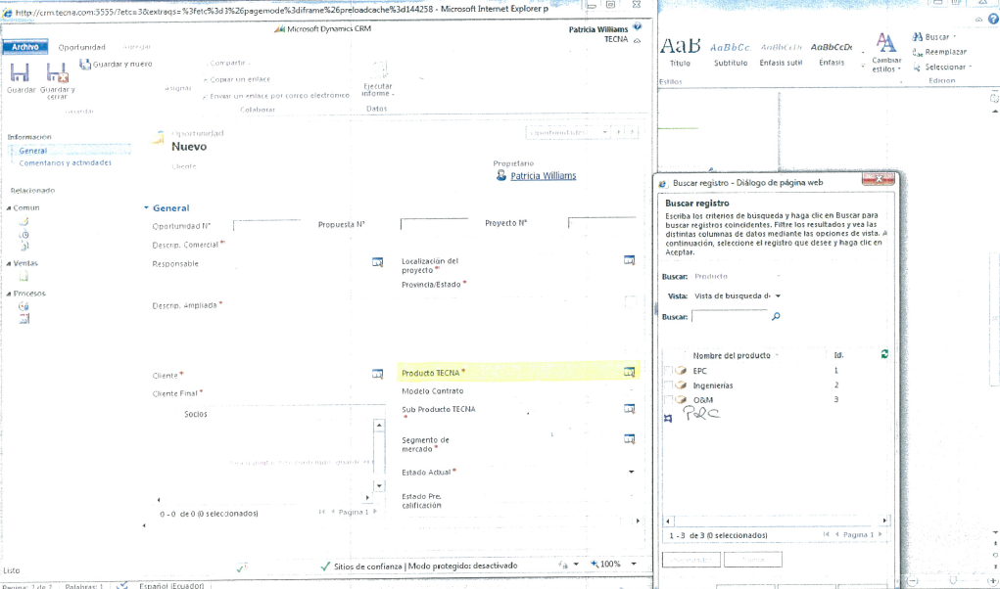 http://crm.tecna.com:5555/?etc=3&extraqs=%3fetc%3d3%26pagemode%3diframe%26preloadcache%3d144258 - Microsoft Internet Explorer p
Microsoft Dynamics CRM
Patricia Williams
TECNA
Archivo Oportunidad Agregar
Guardar
Guardar y cerrar
Guardar y nuevo
Guardar
Asignar
Compartir
Copiar un enlace
Enviar un enlace por correo electrónico
Colaborar
Ejecutar informe
Datos
Información
General
Comentarios y actividades
Relacionado
Común
Ventas
Procesos
Oportunidad
Nuevo
Cliente
Oportunidades
Propietario
Patricia Williams
General
Oportunidad N° Propuesta N° Proyecto N°
Descrip. Comercial *
Responsable
Localización del proyecto *
Provincia/Estado *
Descrip. Ampliada *
Cliente *
Producto TECNA *
Cliente Final *
Modelo Contrato
Socios
Sub Producto TECNA *
Segmento de mercado *
Estado Actual *
Estado Pre. calificación
0 - 0 de 0 (0 seleccionados)
Página 1
Listo
Sitios de confianza | Modo protegido: desactivado
100%
Página: 7 de 7 Palabras: 1 Español (Ecuador)
AaB AaBbCc AaBbCcDt AaBbCcDt
Título Subtítulo Énfasis sutil Énfasis
Cambiar estilos
Estilos
Buscar
Reemplazar
Seleccionar
Edición
Buscar registro - Diálogo de página web
Buscar registro
Escriba los criterios de búsqueda y haga clic en Buscar para
buscar registros coincidentes. Filtre los resultados y vea las
distintas columnas de datos mediante las opciones de vista. A
continuación, seleccione el registro que desee y haga clic en
Aceptar.
Buscar: Producto
Vista: Vista de búsqueda d
Buscar:
Nombre del producto Id.
EPC 1
Ingenierías 2
O&M 3
1 - 3 de 3 (0 seleccionados)
Página 1